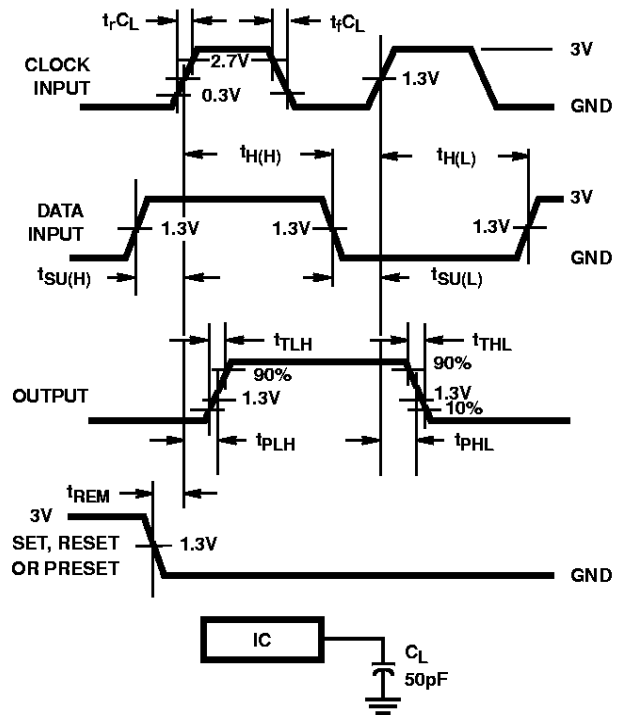 trCL
tfCL
CLOCK
INPUT
2.7V
0.3V
1.3V
3V
GND
tH(H)
tH(L)
DATA
INPUT
1.3V
1.3V
1.3V
3V
GND
tSU(H)
tSU(L)
tTLH
tTHL
OUTPUT
90%
1.3V
90%
1.3V
10%
tPLH
tPHL
tREM
3V
SET, RESET
OR PRESET
1.3V
GND
IC
CL
50pF